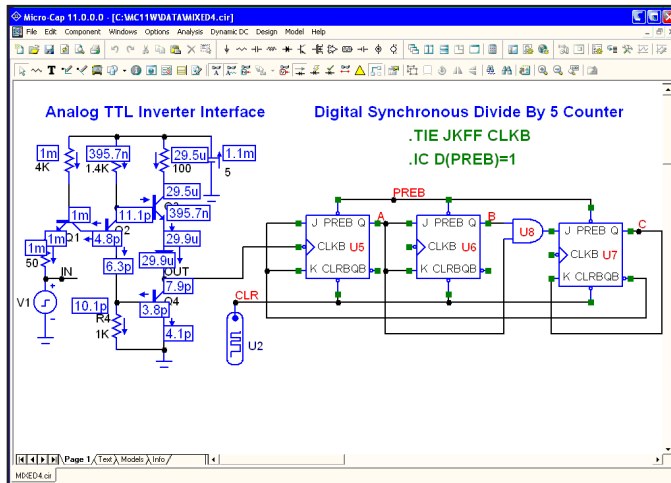 Micro-Cap 11.0.0.0 - [C:\MC11W\DATA\MIXED4.cir]
File Edit Component Windows Options Analysis Dynamic DC Design Model Help
Analog TTL Inverter Interface
Digital Synchronous Divide By 5 Counter
.TIE JKFF CLKB
.IC D(PREB)=1
1m
4K
395.7n
1.4K
29.5u
100
1.1m
5
29.5u
395.7n
11.1p
1m
Q1
Q2
4.8p
1m
50
29.9u
29.9u
OUT
6.3p
IN
V1
7.9p
Q4
10.1p
3.8p
R4
1K
4.1p
PREB
A
B
C
J PREB Q
CLKB U5
K CLRBQB
J PREB Q
CLKB U6
K CLRBQB
U8
J PREB Q
CLKB U7
K CLRBQB
CLR
U2
Page 1 Text Models Info
MIXED4.cir